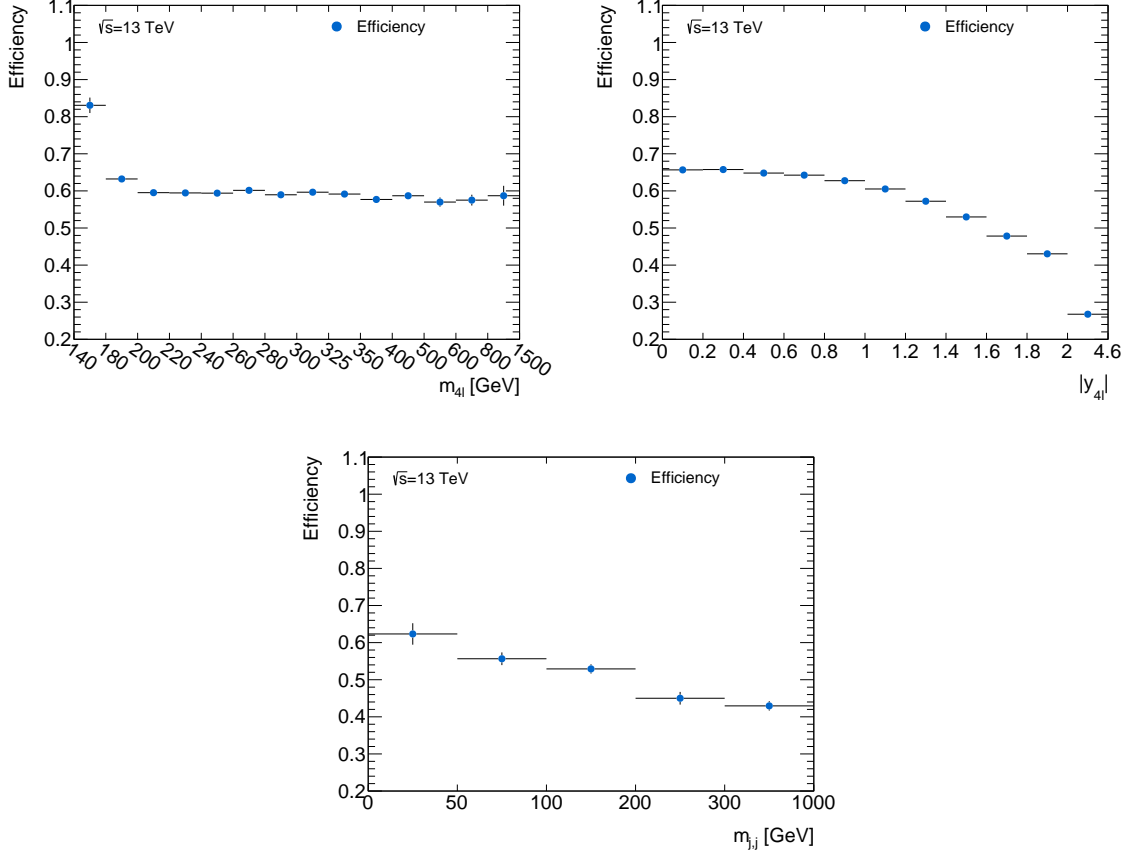 Efficiency
√s=13 TeV
Efficiency
1.1
1
0.9
0.8
0.7
0.6
0.5
0.4
0.3
0.2
140 180 200 220 240 260 280 300 325 350 400 500 600 800 1500
m4l [GeV]
Efficiency
√s=13 TeV
Efficiency
1.1
1
0.9
0.8
0.7
0.6
0.5
0.4
0.3
0.2
0 0.2 0.4 0.6 0.8 1 1.2 1.4 1.6 1.8 2 4.6
|y4l|
Efficiency
√s=13 TeV
Efficiency
1.1
1
0.9
0.8
0.7
0.6
0.5
0.4
0.3
0.2
0 50 100 200 300 1000
mj,j [GeV]